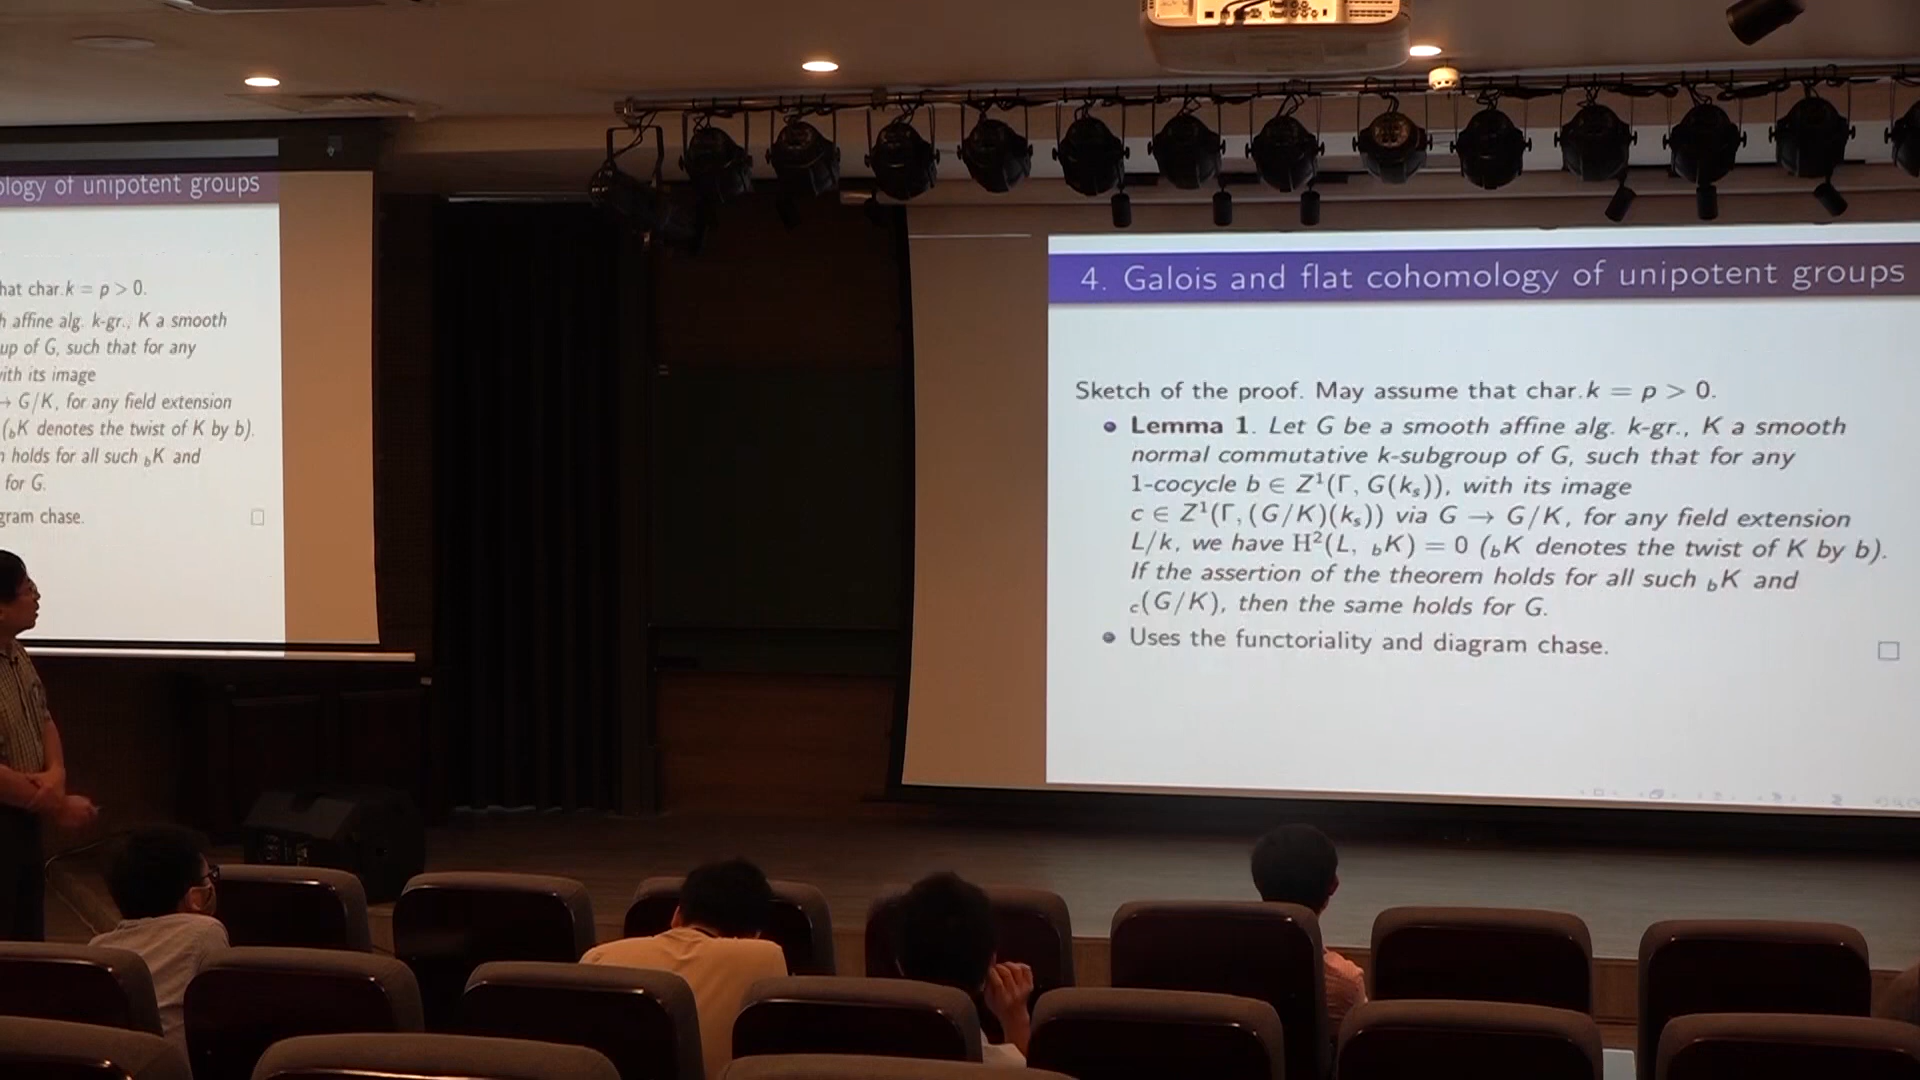 ology of unipotent groups
hat char.k = p > 0.
h affine alg. k-gr., K a smooth
up of G, such that for any
with its image
→ G/K, for any field extension
(bK denotes the twist of K by b).
n holds for all such bK and
for G.
gram chase.
4. Galois and flat cohomology of unipotent groups
Sketch of the proof. May assume that char.k = p > 0.
Lemma 1. Let G be a smooth affine alg. k-gr., K a smooth
normal commutative k-subgroup of G, such that for any
1-cocycle b ∈ Z¹(Γ, G(kₛ)), with its image
c ∈ Z¹(Γ, (G/K)(kₛ)) via G → G/K, for any field extension
L/k, we have H²(L, bK) = 0 (bK denotes the twist of K by b).
If the assertion of the theorem holds for all such bK and
c(G/K), then the same holds for G.
Uses the functoriality and diagram chase.